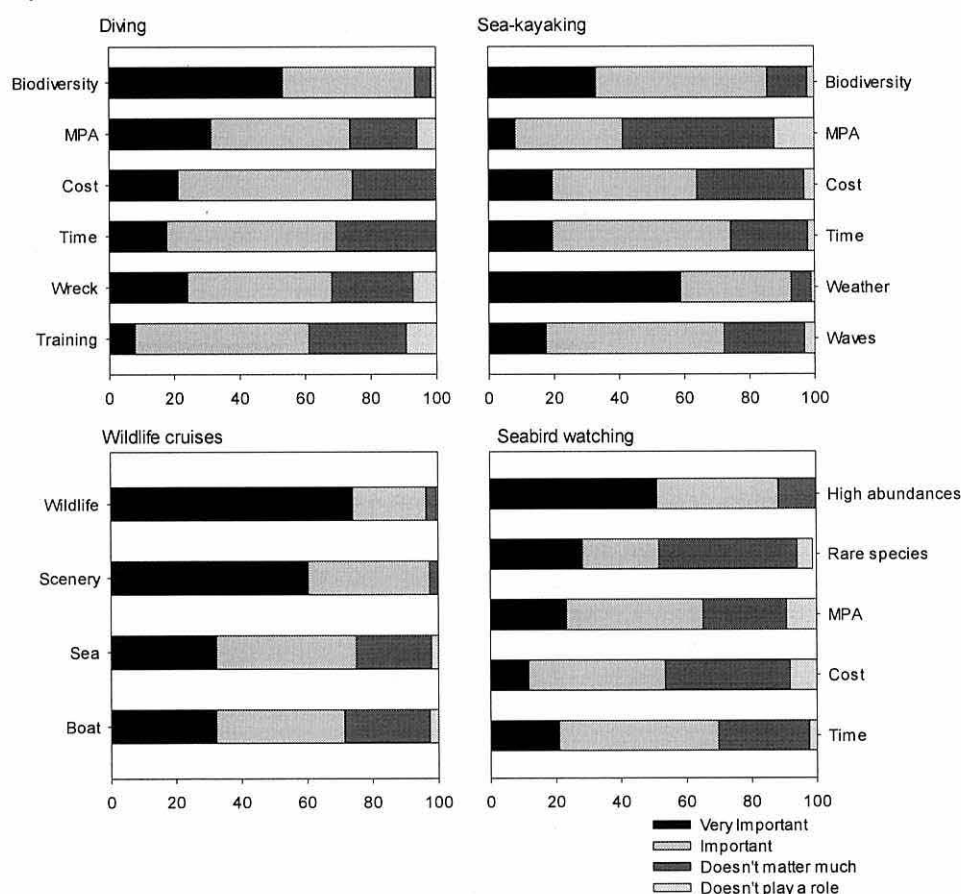 Diving
Biodiversity
MPA
Cost
Time
Wreck
Training
0 20 40 60 80 100
Sea-kayaking
Biodiversity
MPA
Cost
Time
Weather
Waves
0 20 40 60 80 100
Wildlife cruises
Wildlife
Scenery
Sea
Boat
0 20 40 60 80 100
Seabird watching
High abundances
Rare species
MPA
Cost
Time
0 20 40 60 80 100
Very Important
Important
Doesn't matter much
Doesn't play a role